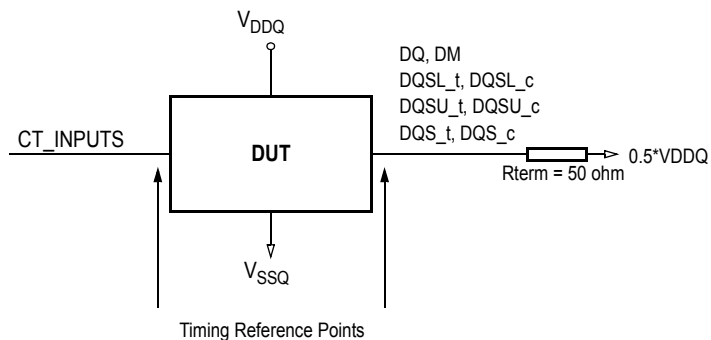 VDDQ
DQ, DM
DQSL_t, DQSL_c
DQSU_t, DQSU_c
DQS_t, DQS_c
CT_INPUTS
DUT
0.5*VDDQ
Rterm = 50 ohm
VSSQ
Timing Reference Points